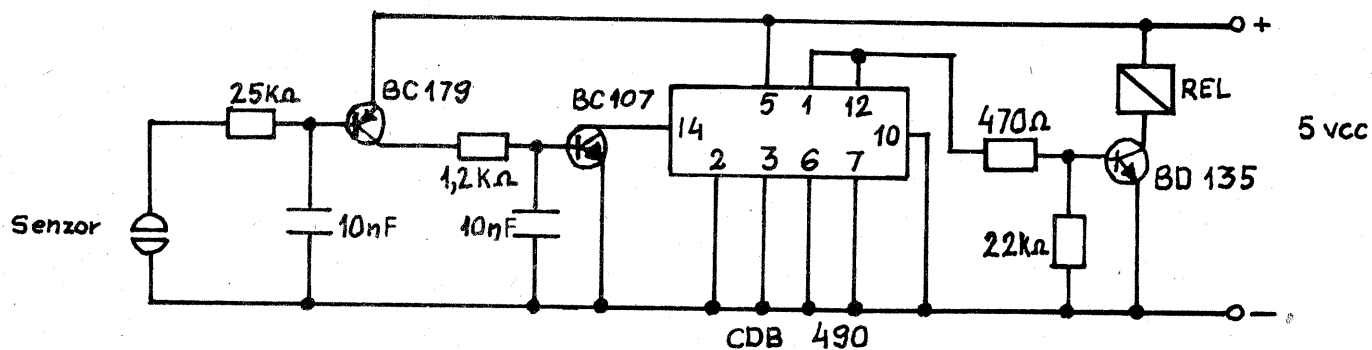 +
25KΩ
BC179
BC107
5 1 12
REL
14
10
470Ω
5 vcc
2 3 6 7
1,2KΩ
BD 135
Senzor
10nF
10nF
22KΩ
—
CDB 490